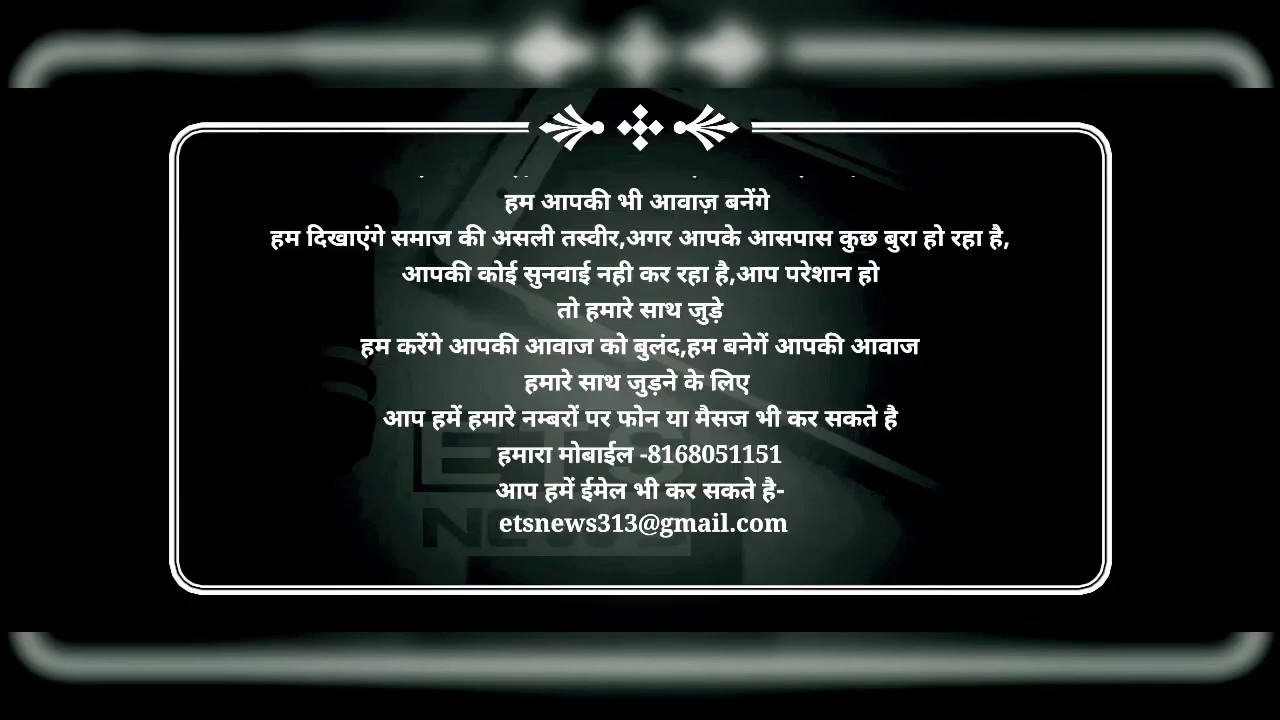 हम आपकी भी आवाज़ बनेंगे
हम दिखाएंगे समाज की असली तस्वीर,अगर आपके आसपास कुछ बुरा हो रहा है,
आपकी कोई सुनवाई नही कर रहा है,आप परेशान हो
तो हमारे साथ जुड़े
हम करेंगे आपकी आवाज को बुलंद,हम बनेगें आपकी आवाज
हमारे साथ जुड़ने के लिए
आप हमें हमारे नम्बरों पर फोन या मैसज भी कर सकते है
हमारा मोबाईल -8168051151
आप हमें ईमेल भी कर सकते है-
etsnews313@gmail.com
ETS
NEWS